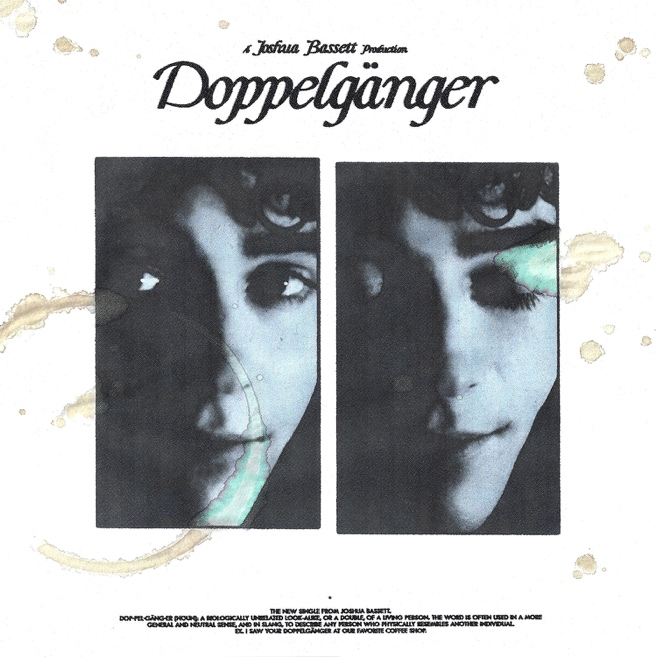 A Joshua Bassett Production
Doppelgänger
THE NEW SINGLE FROM JOSHUA BASSETT.
DOP·PEL·GÄNG·ER (NOUN): A BIOLOGICALLY UNRELATED LOOK-ALIKE, OR A DOUBLE, OF A LIVING PERSON. THE WORD IS OFTEN USED IN A MORE
GENERAL AND NEUTRAL SENSE, AND IN SLANG, TO DESCRIBE ANY PERSON WHO PHYSICALLY RESEMBLES ANOTHER INDIVIDUAL.
EX. I SAW YOUR DOPPELGÄNGER AT OUR FAVORITE COFFEE SHOP.